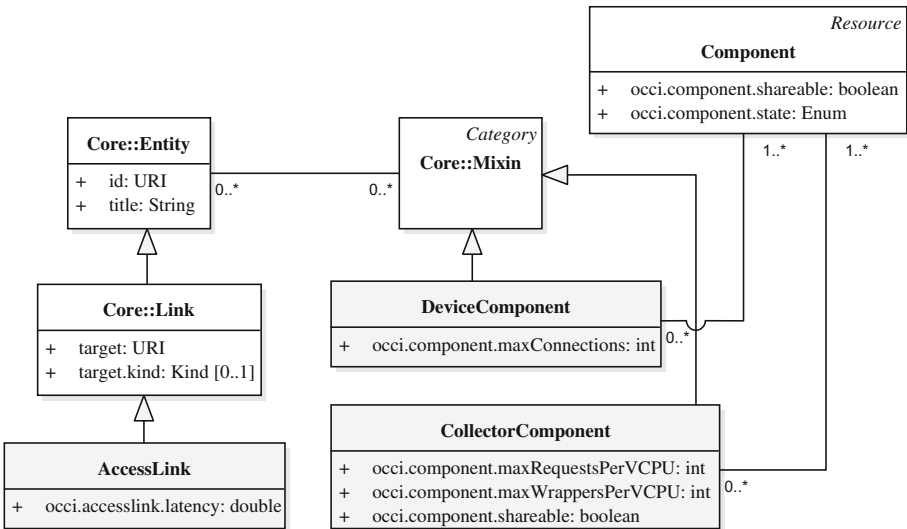 Resource
Component
+ occi.component.shareable: boolean
+ occi.component.state: Enum
1..*
1..*
Core::Entity
+ id: URI
+ title: String
0..*
0..*
Category
Core::Mixin
Core::Link
+ target: URI
+ target.kind: Kind [0..1]
DeviceComponent
+ occi.component.maxConnections: int
0..*
AccessLink
+ occi.accesslink.latency: double
CollectorComponent
+ occi.component.maxRequestsPerVCPU: int
+ occi.component.maxWrappersPerVCPU: int
+ occi.component.shareable: boolean
0..*